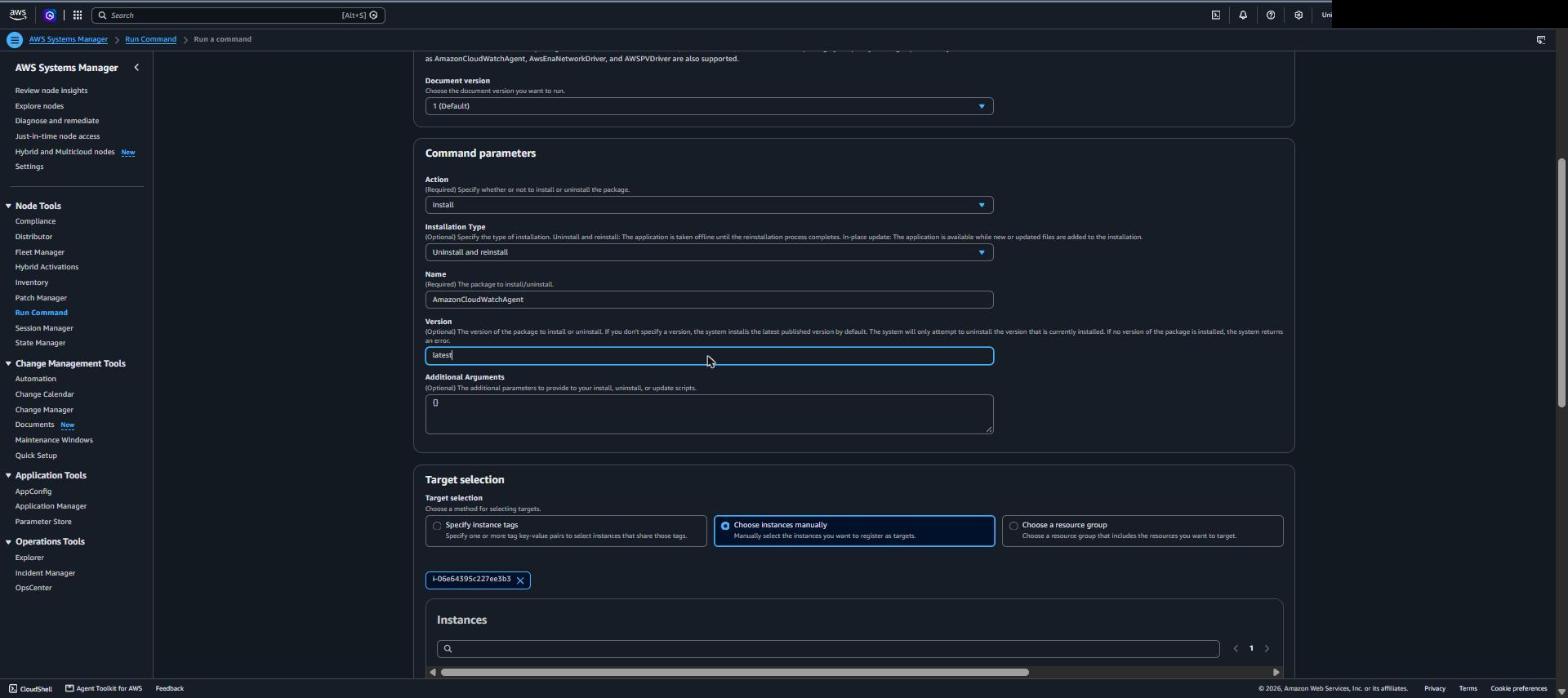 aws
Search [Alt+S]
Uni
AWS Systems Manager > Run Command > Run a command
AWS Systems Manager
Review node insights
Explore nodes
Diagnose and remediate
Just-in-time node access
Hybrid and Multicloud nodes New
Settings
Node Tools
Compliance
Distributor
Fleet Manager
Hybrid Activations
Inventory
Patch Manager
Run Command
Session Manager
State Manager
Change Management Tools
Automation
Change Calendar
Change Manager
Documents New
Maintenance Windows
Quick Setup
Application Tools
AppConfig
Application Manager
Parameter Store
Operations Tools
Explorer
Incident Manager
OpsCenter
as AmazonCloudWatchAgent, AwsEnaNetworkDriver, and AWSPVDriver are also supported.
Document version
Choose the document version you want to run.
1 (Default)
Command parameters
Action
(Required) Specify whether or not to install or uninstall the package.
Install
Installation Type
(Optional) Specify the type of installation. Uninstall and reinstall: The application is taken offline until the reinstallation process completes. In-place update: The application is available while new or updated files are added to the installation.
Uninstall and reinstall
Name
(Required) The package to install/uninstall.
AmazonCloudWatchAgent
Version
(Optional) The version of the package to install or uninstall. If you don't specify a version, the system installs the latest published version by default. The system will only attempt to uninstall the version that is currently installed. If no version of the package is installed, the system returns
an error.
latest
Additional Arguments
(Optional) The additional parameters to provide to your install, uninstall, or update scripts.
{}
Target selection
Target selection
Choose a method for selecting targets.
Specify instance tags
Specify one or more tag key-value pairs to select instances that share those tags.
Choose instances manually
Manually select the instances you want to register as targets.
Choose a resource group
Choose a resource group that includes the resources you want to target.
i-06e64395c227ee3b3
Instances
1
CloudShell Agent Toolkit for AWS Feedback
© 2026, Amazon Web Services, Inc. or its affiliates. Privacy Terms Cookie preferences